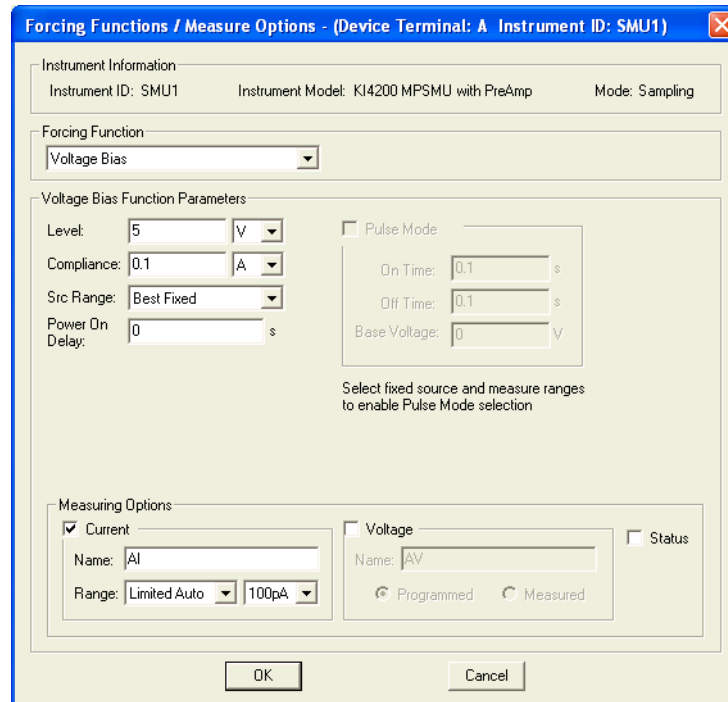 Forcing Functions / Measure Options - (Device Terminal: A Instrument ID: SMU1)
Instrument Information
Instrument ID: SMU1 Instrument Model: KI4200 MPSMU with PreAmp Mode: Sampling
Forcing Function
Voltage Bias
Voltage Bias Function Parameters
Level: 5 V
Compliance: 0.1 A
Src Range: Best Fixed
Power On Delay: 0 s
Pulse Mode
On Time: 0.1 s
Off Time: 0.1 s
Base Voltage: 0 V
Select fixed source and measure ranges
to enable Pulse Mode selection
Measuring Options
Current
Name: AI
Range: Limited Auto 100pA
Voltage
Name: AV
Programmed Measured
Status
OK Cancel